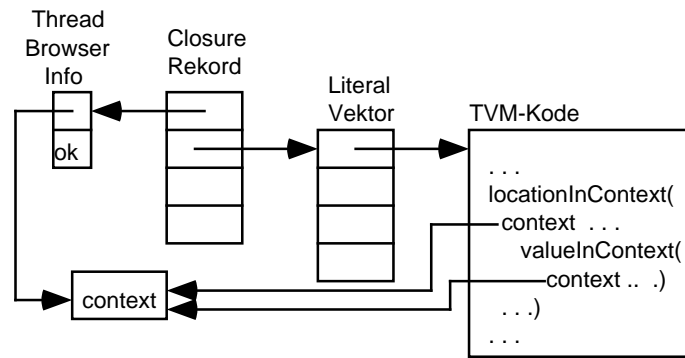 Thread
Browser
Info
ok
Closure
Rekord
Literal
Vektor
TVM-Kode
. . .
locationInContext(
context . . .
valueInContext(
context .. .)
. . .)
. . .
context